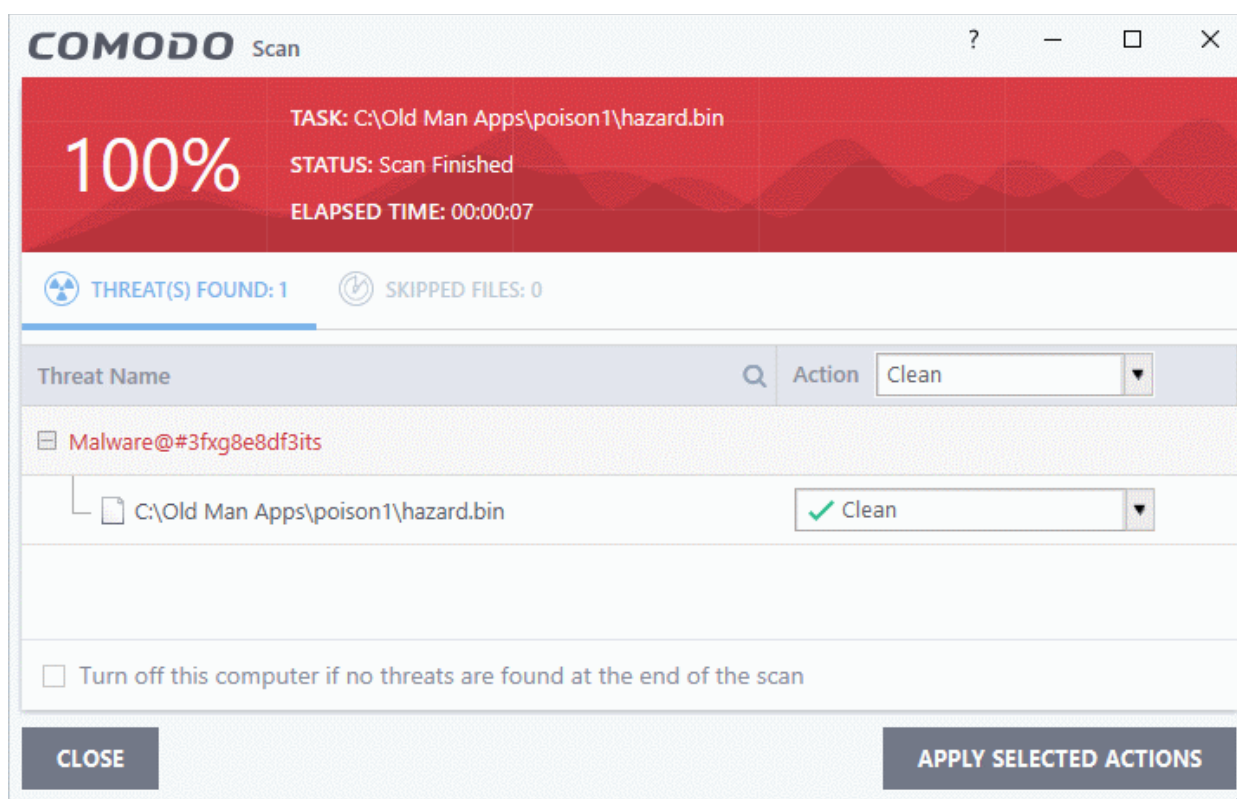 COMODO Scan ?
100%
TASK: C:\Old Man Apps\poison1\hazard.bin
STATUS: Scan Finished
ELAPSED TIME: 00:00:07
THREAT(S) FOUND: 1 SKIPPED FILES: 0
Threat Name Action Clean
Malware@#3fxg8e8df3its
C:\Old Man Apps\poison1\hazard.bin Clean
Turn off this computer if no threats are found at the end of the scan
CLOSE APPLY SELECTED ACTIONS